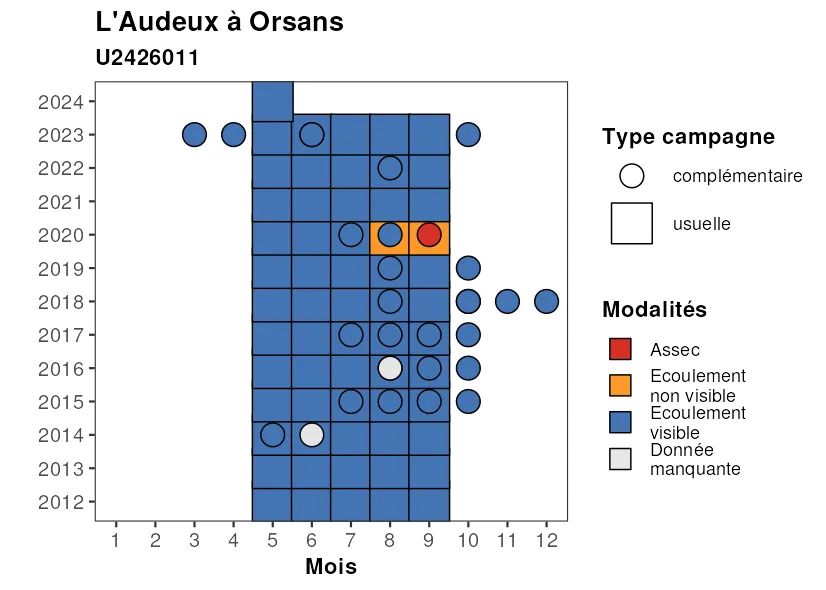 L'Audeux à Orsans
U2426011
2024
2023
2022
2021
2020
2019
2018
2017
2016
2015
2014
2013
2012
1 2 3 4 5 6 7 8 9 10 11 12
Mois
Type campagne
complémentaire
usuelle
Modalités
Assec
Ecoulement
non visible
Ecoulement
visible
Donnée
manquante